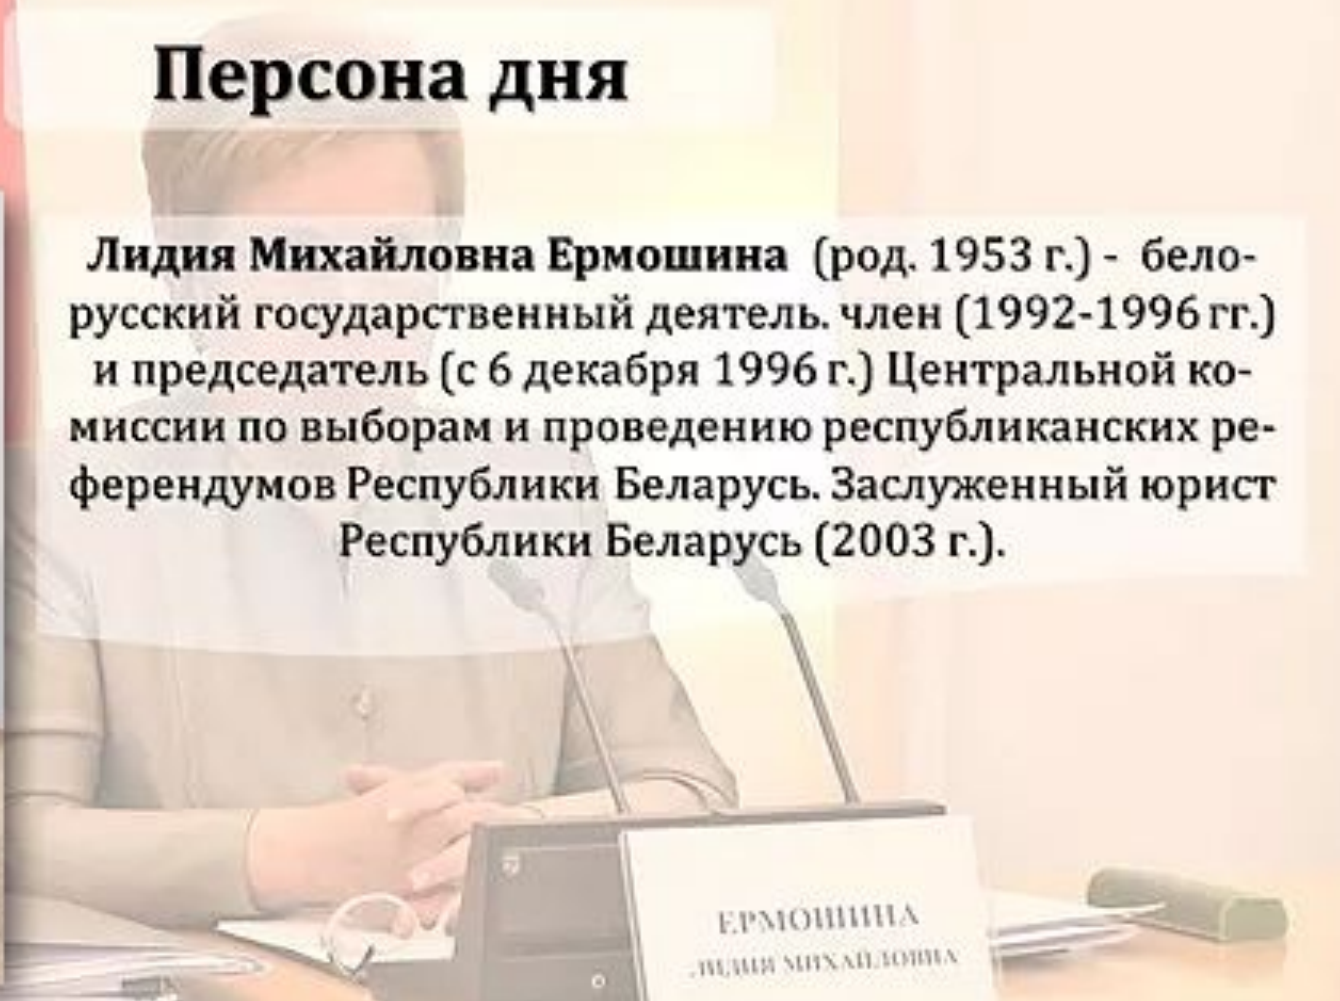 Персона дня
Лидия Михайловна Ермошина (род. 1953 г.) - бело-
русский государственный деятель. член (1992-1996 гг.)
и председатель (с 6 декабря 1996 г.) Центральной ко-
миссии по выборам и проведению республиканских ре-
ферендумов Республики Беларусь. Заслуженный юрист
Республики Беларусь (2003 г.).
ЕРМОШИНА
ЛИДИЯ МИХАЙЛОВНА